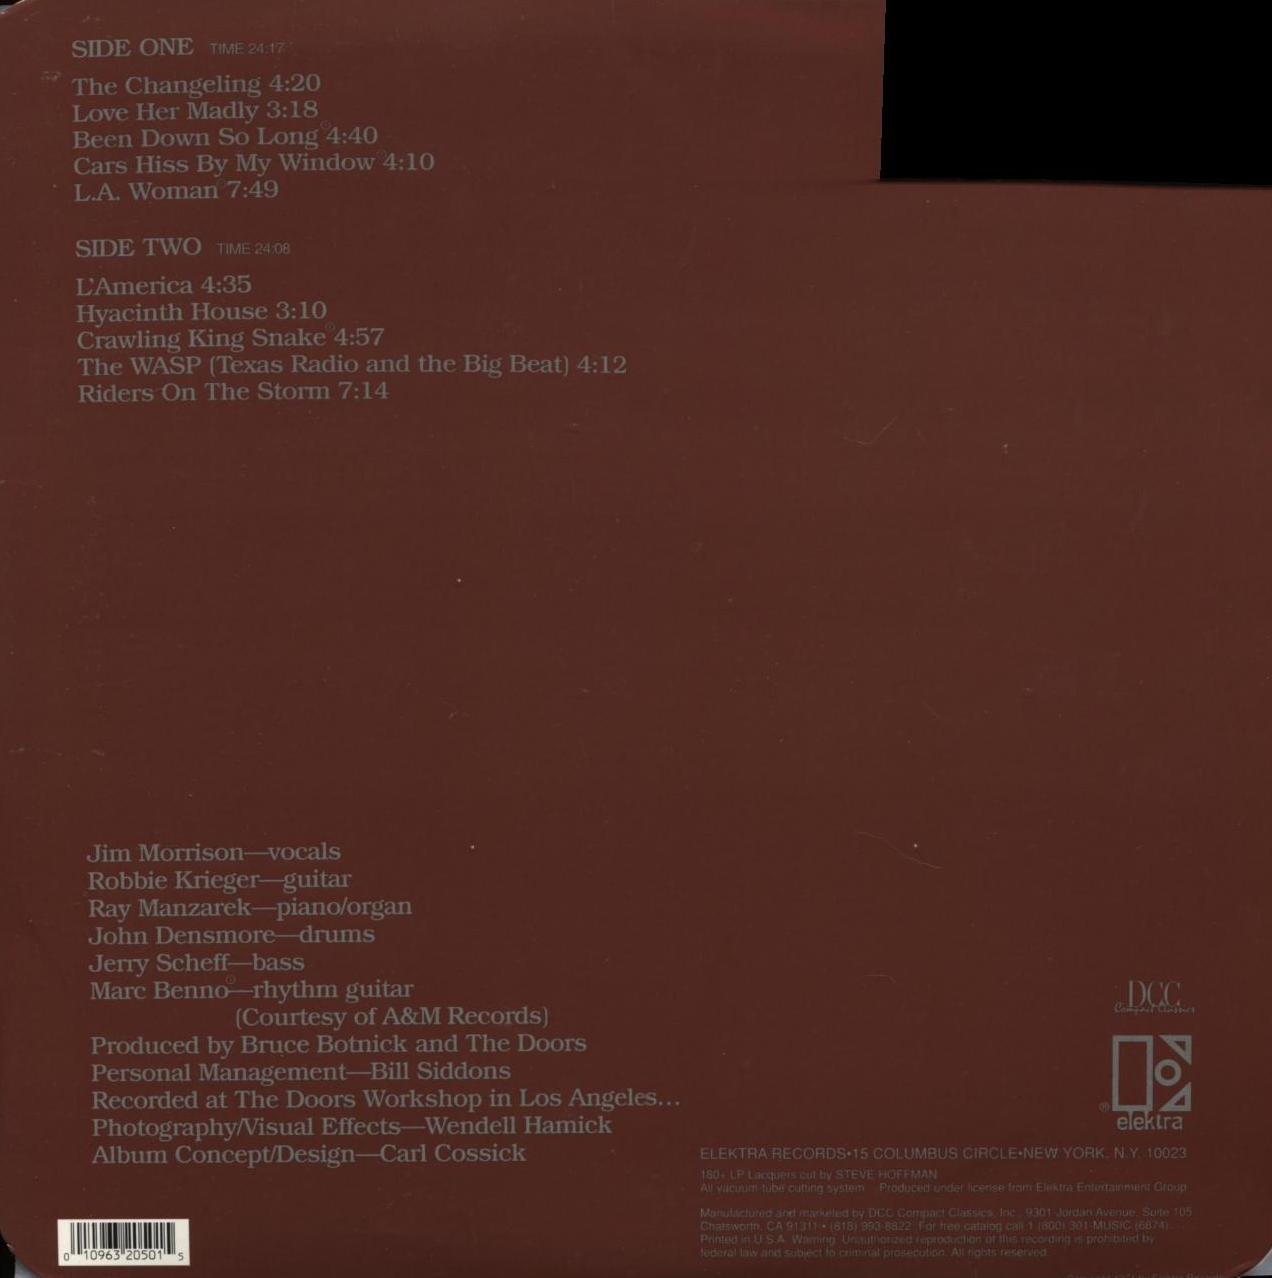 SIDE ONE TIME 24:17
The Changeling 4:20
Love Her Madly 3:18
Been Down So Long 4:40
Cars Hiss By My Window 4:10
L.A. Woman 7:49
SIDE TWO TIME 24:08
L'America 4:35
Hyacinth House 3:10
Crawling King Snake 4:57
The WASP (Texas Radio and the Big Beat) 4:12
Riders On The Storm 7:14
Jim Morrison—vocals
Robbie Krieger—guitar
Ray Manzarek—piano/organ
John Densmore—drums
Jerry Scheff—bass
Marc Benno—rhythm guitar
(Courtesy of A&M Records)
Produced by Bruce Botnick and The Doors
Personal Management—Bill Siddons
Recorded at The Doors Workshop in Los Angeles...
Photography/Visual Effects—Wendell Hamick
Album Concept/Design—Carl Cossick
0 10963 20501 5
DCC
Compact Classics
® elektra
ELEKTRA RECORDS•15 COLUMBUS CIRCLE•NEW YORK, N.Y. 10023
180+ LP Lacquers cut by STEVE HOFFMAN
All vacuum tube cutting system Produced under license from Elektra Entertainment Group
Manufactured and marketed by DCC Compact Classics, Inc., 9301 Jordan Avenue, Suite 105
Chatsworth, CA 91311 • (818) 993-8822. For free catalog call 1 (800) 301-MUSIC (6874).
Printed in U.S.A. Warning: Unauthorized reproduction of this recording is prohibited by
federal law and subject to criminal prosecution. All rights reserved.